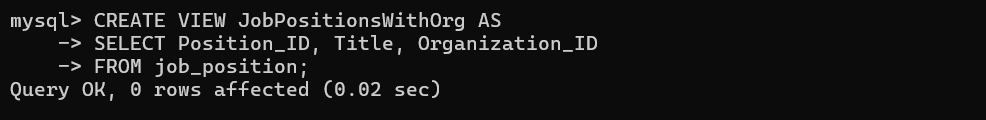 mysql> CREATE VIEW JobPositionsWithOrg AS
    -> SELECT Position_ID, Title, Organization_ID
    -> FROM job_position;
Query OK, 0 rows affected (0.02 sec)